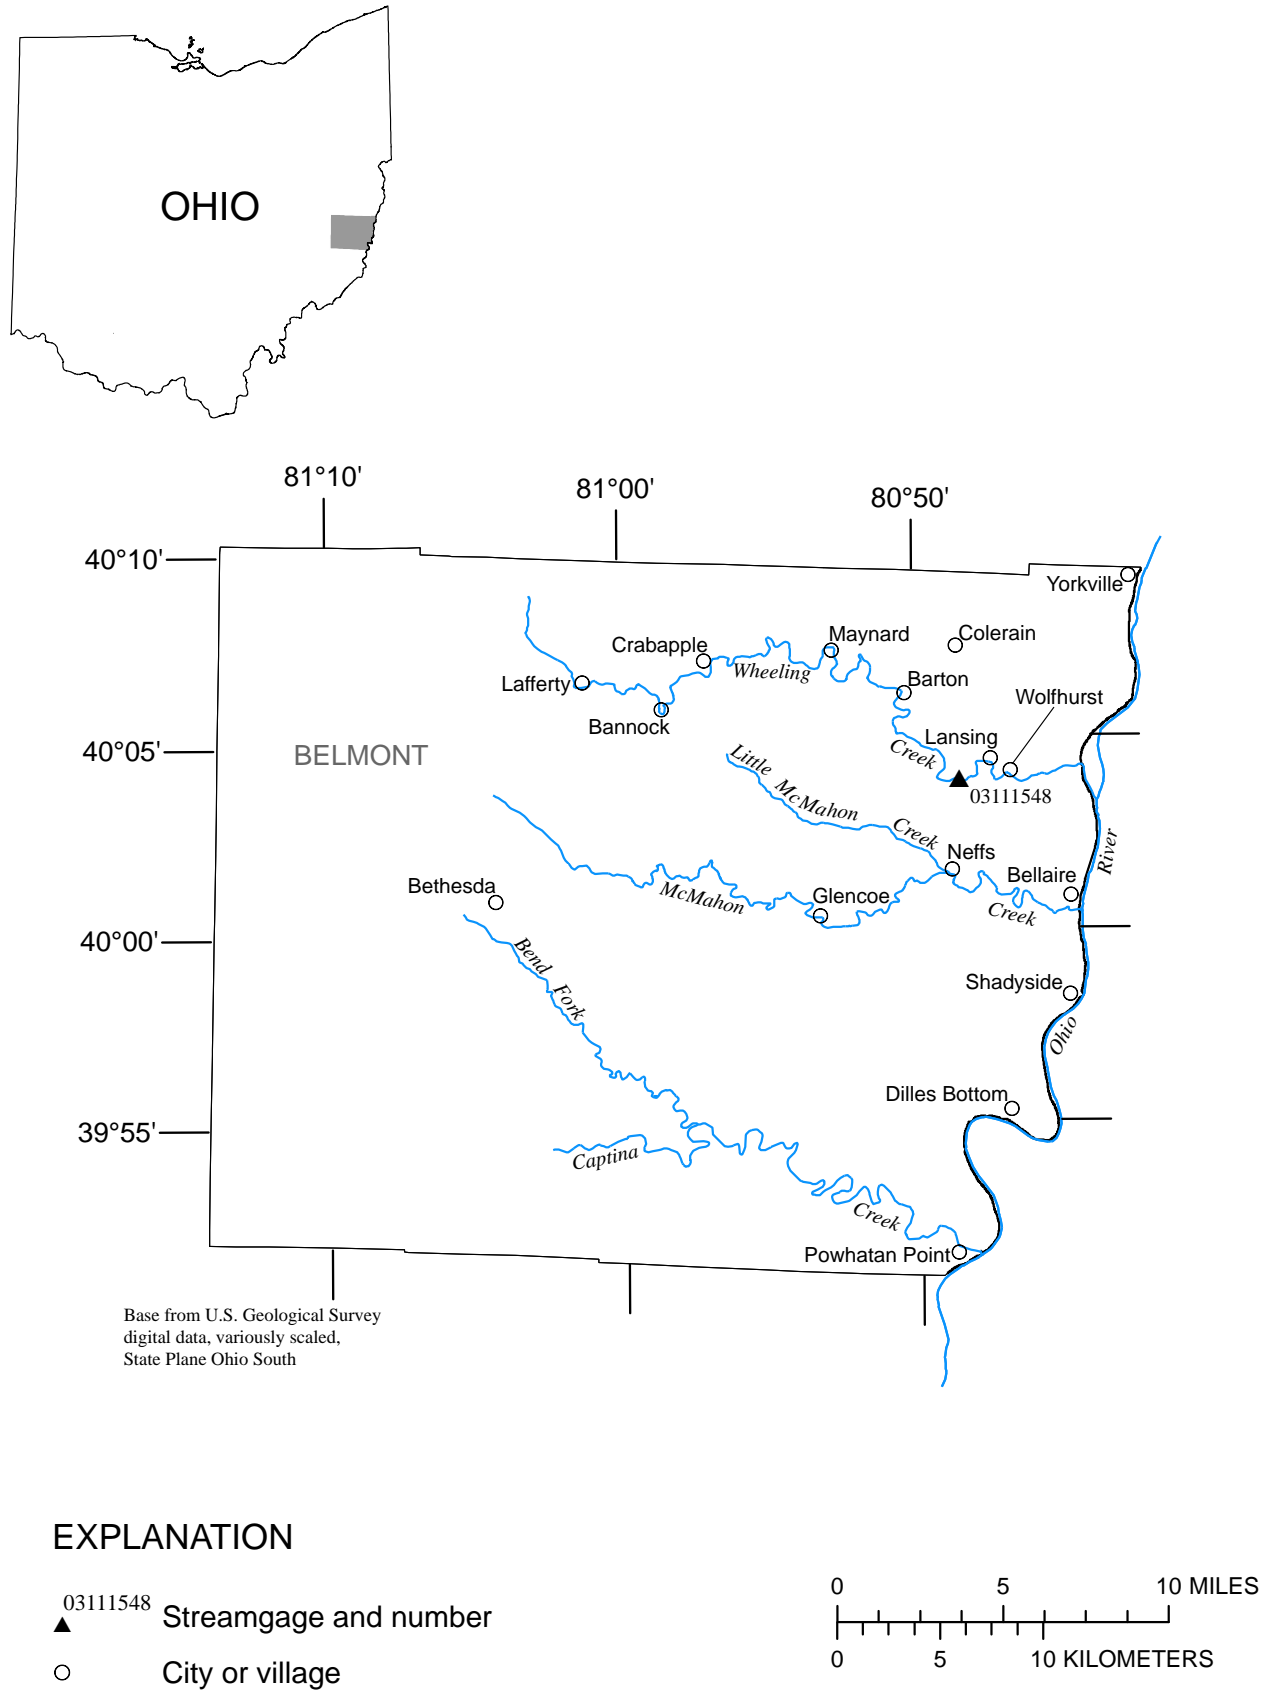 OHIO
81°10'
81°00'
80°50'
40°10'
Yorkville
Crabapple
Maynard
Colerain
Wheeling
Lafferty
Barton
Wolfhurst
Bannock
Lansing
40°05'
BELMONT
Creek
Little McMahon Creek
03111548
River
Neffs
Bethesda
McMahon
Glencoe
Bellaire
Creek
40°00'
Bend Fork
Shadyside
Ohio
Dilles Bottom
39°55'
Captina
Creek
Powhatan Point
Base from U.S. Geological Survey
digital data, variously scaled,
State Plane Ohio South
EXPLANATION
03111548
Streamgage and number
City or village
0 5 10 MILES
0 5 10 KILOMETERS